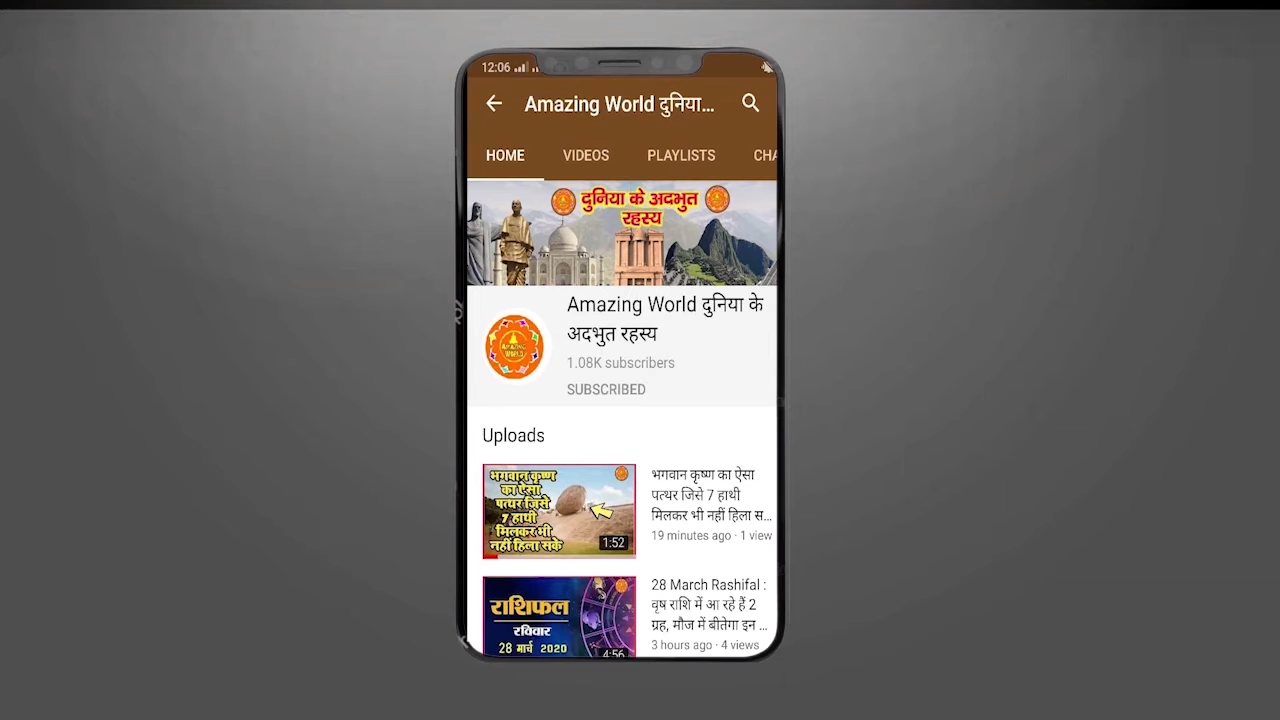 12:06
Amazing World दुनिया...
HOME VIDEOS PLAYLISTS CHA
दुनिया के अदभुत
रहस्य
AMAZING
WORLD
Amazing World दुनिया के
अदभुत रहस्य
1.08K subscribers
SUBSCRIBED
Uploads
भगवान कृष्ण
का ऐसा
पत्थर जिसे
7 हाथी
मिलकर भी
नहीं हिला सके
1:52
भगवान कृष्ण का ऐसा
पत्थर जिसे 7 हाथी
मिलकर भी नहीं हिला स...
19 minutes ago · 1 view
राशिफल
रविवार
28 मार्च 2020
4:56
28 March Rashifal :
वृष राशि में आ रहे हैं 2
ग्रह, मौज में बीतेगा इन ...
3 hours ago · 4 views